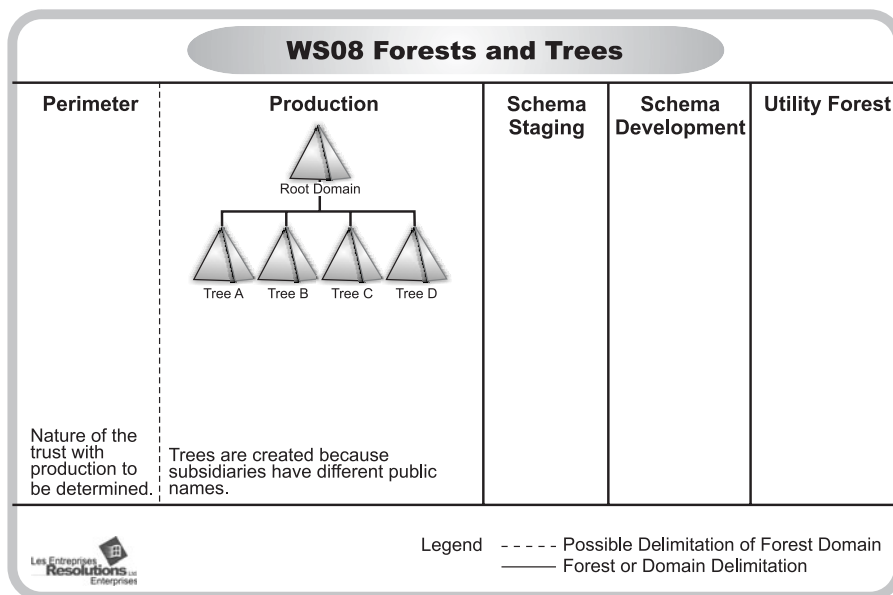 WS08 Forests and Trees
Perimeter
Production
Schema
Staging
Schema
Development
Utility Forest
Root Domain
Tree A
Tree B
Tree C
Tree D
Nature of the
trust with
production to
be determined.
Trees are created because
subsidiaries have different public
names.
Les Entreprises
Resolutions Ltd
Enterprises
Legend
Possible Delimitation of Forest Domain
Forest or Domain Delimitation